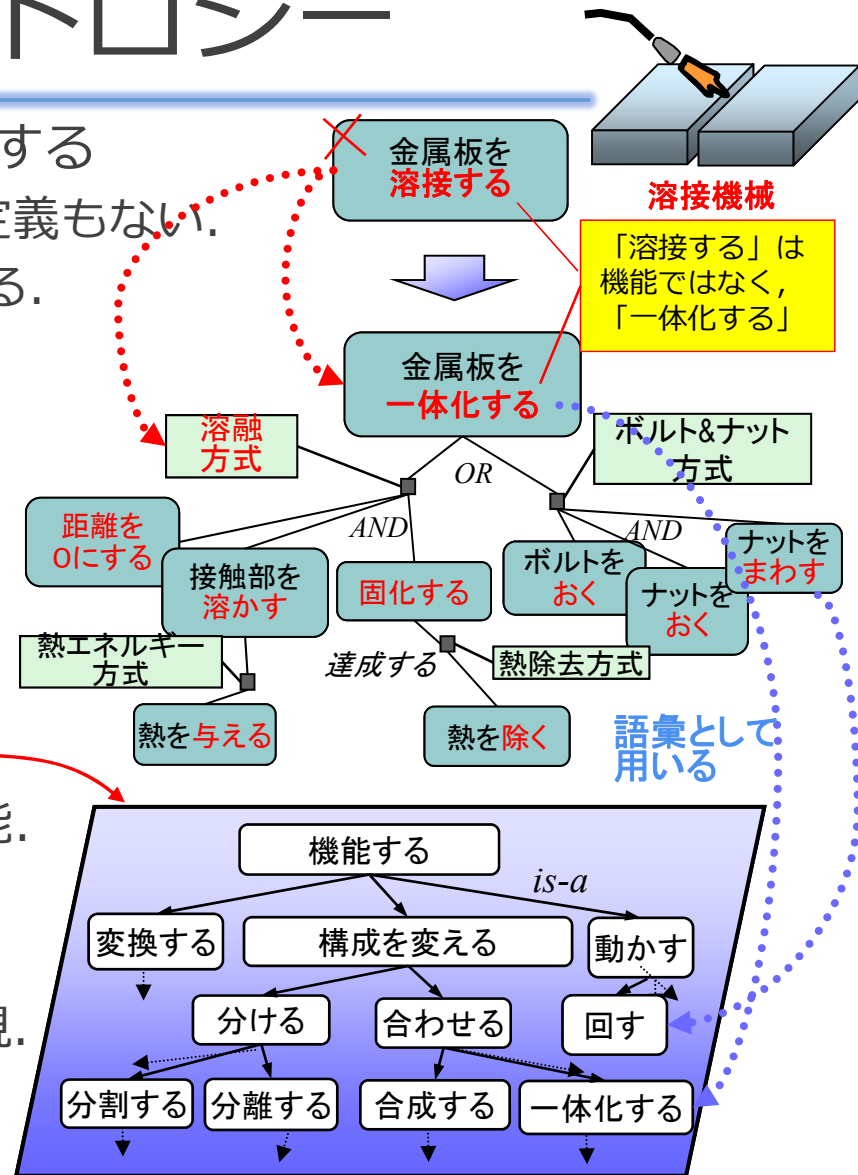 トロジー
する
定義もない.
る.
金属板を
溶接する
溶接機械
「溶接する」は
機能ではなく,
「一体化する」
金属板を
一体化する
溶融
方式
OR
ボルト&ナット
方式
AND
AND
距離を
0にする
接触部を
溶かす
固化する
ボルトを
おく
ナットを
おく
ナットを
まわす
熱エネルギー
方式
達成する
熱除去方式
熱を与える
熱を除く
語彙として
用いる
能.
機能する
is-a
変換する
構成を変える
動かす
現.
分ける
合わせる
回す
分割する
分離する
合成する
一体化する